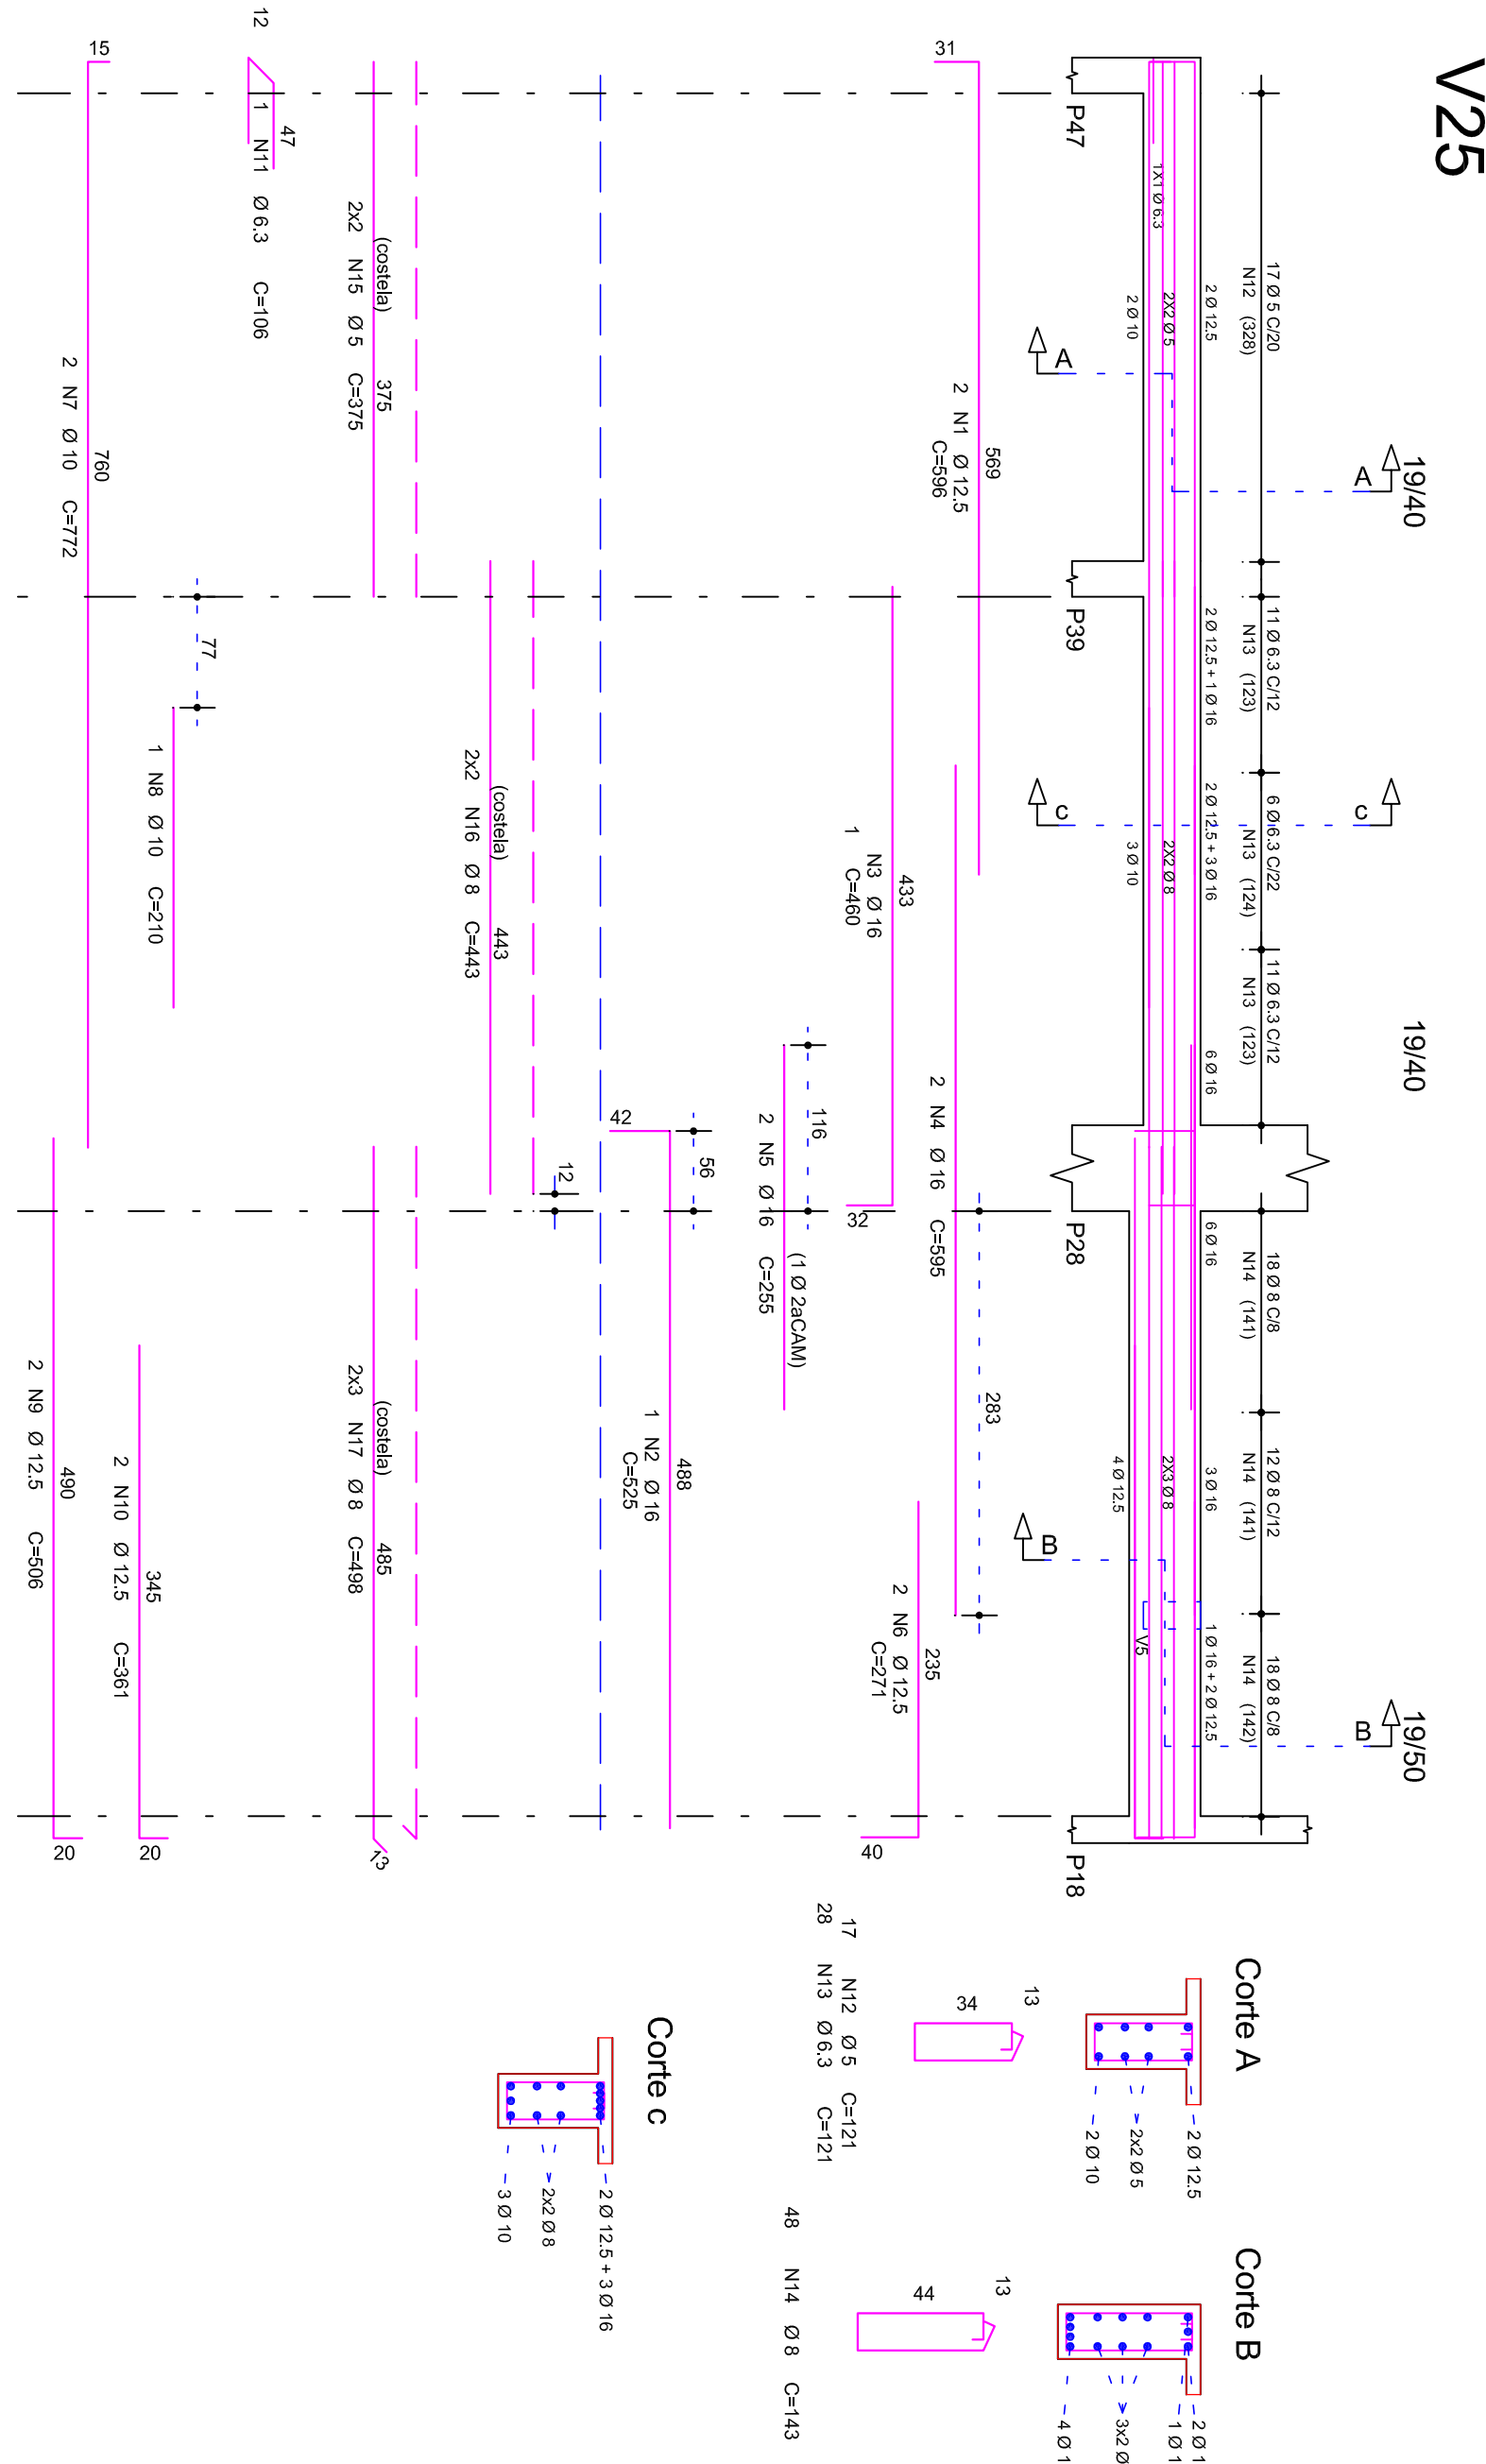 V25
19/40
19/40
19/50
A
c
B
17 Ø 5 C/20
N12 (328)
11 Ø 6.3 C/12
N13 (123)
6 Ø 6.3 C/22
N13 (124)
11 Ø 6.3 C/12
N13 (123)
18 Ø 8 C/8
N14 (141)
12 Ø 8 C/12
N14 (141)
18 Ø 8 C/8
N14 (142)
2 Ø 12.5
2 Ø 12.5 + 1 Ø 16
2 Ø 12.5 + 3 Ø 16
6 Ø 16
6 Ø 16
3 Ø 16
1 Ø 16 + 2 Ø 12.5
1X1 Ø 6.3
2X2 Ø 5
2X2 Ø 8
2X3 Ø 8
V5
2 Ø 10
3 Ø 10
4 Ø 12.5
A
c
B
P47
P39
P28
P18
31
569
2 N1 Ø 12.5
C=596
283
2 N4 Ø 16 C=595
235
2 N6 Ø 12.5
C=271
40
433
1 N3 Ø 16
C=460
32
116
(1 Ø 2aCAM)
2 N5 Ø 16 C=255
56
42
488
1 N2 Ø 16
C=525
12
(costela)
443
2x2 N16 Ø 8 C=443
(costela)
375
2x2 N15 Ø 5 C=375
(costela)
485
2x3 N17 Ø 8 C=498
13
47
12
1 N11 Ø 6.3 C=106
77
1 N8 Ø 10 C=210
345
2 N10 Ø 12.5 C=361
20
15
760
2 N7 Ø 10 C=772
490
2 N9 Ø 12.5 C=506
20
Corte A
2 Ø 12.5
2x2 Ø 5
2 Ø 10
13
34
17 N12 Ø 5 C=121
28 N13 Ø 6.3 C=121
Corte B
2 Ø 1
1 Ø 1
3x2 Ø
4 Ø 1
13
44
48 N14 Ø 8 C=143
Corte c
2 Ø 12.5 + 3 Ø 16
2x2 Ø 8
3 Ø 10